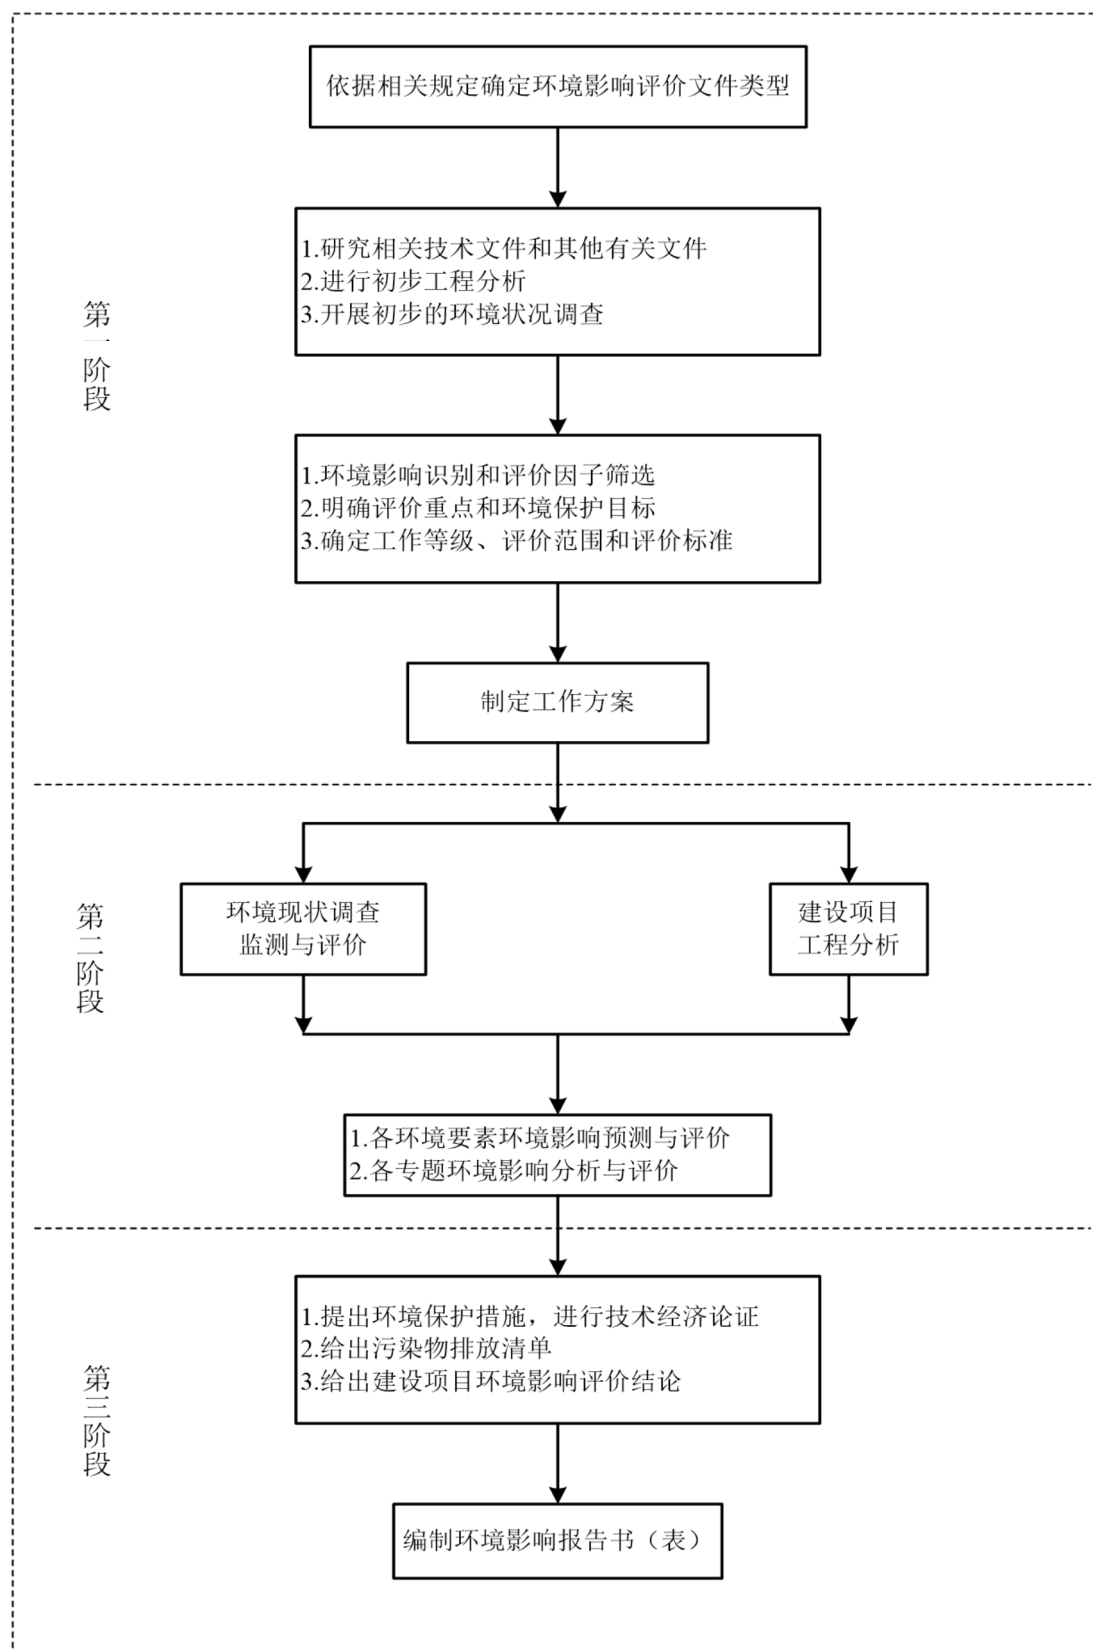 依据相关规定确定环境影响评价文件类型
第一阶段
1.研究相关技术文件和其他有关文件
2.进行初步工程分析
3.开展初步的环境状况调查
1.环境影响识别和评价因子筛选
2.明确评价重点和环境保护目标
3.确定工作等级、评价范围和评价标准
制定工作方案
第二阶段
环境现状调查
监测与评价
建设项目
工程分析
1.各环境要素环境影响预测与评价
2.各专题环境影响分析与评价
第三阶段
1.提出环境保护措施，进行技术经济论证
2.给出污染物排放清单
3.给出建设项目环境影响评价结论
编制环境影响报告书（表）